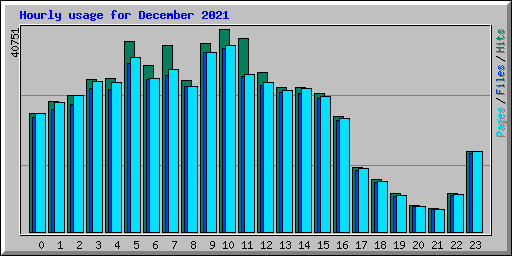 Hourly usage for December 2021
40751
Pages / Files / Hits
0 1 2 3 4 5 6 7 8 9 10 11 12 13 14 15 16 17 18 19 20 21 22 23